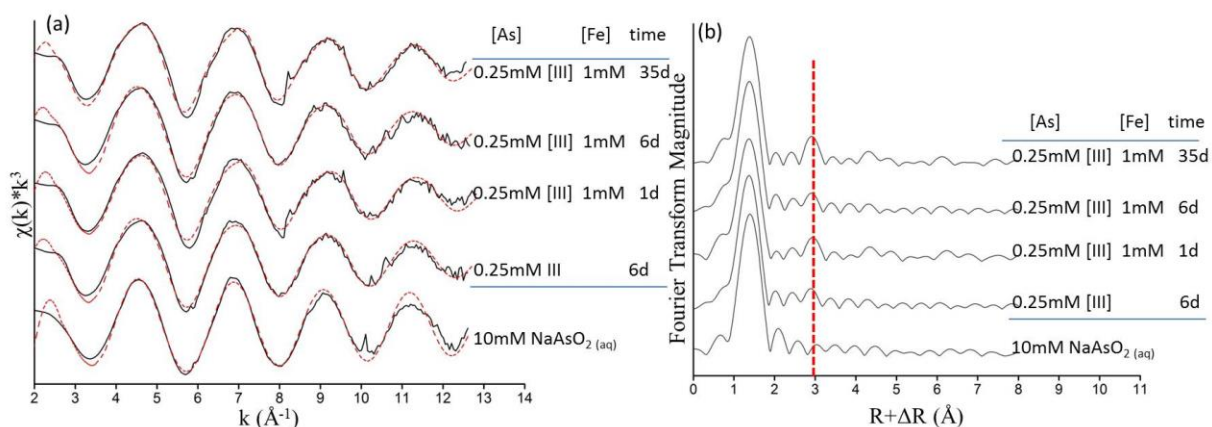 (a)
[As] [Fe] time
0.25mM [III] 1mM 35d
0.25mM [III] 1mM 6d
0.25mM [III] 1mM 1d
0.25mM III 6d
10mM NaAsO2 (aq)
χ(k)*k³
2 3 4 5 6 7 8 9 10 11 12 13 14
k (Å⁻¹)
(b)
[As] [Fe] time
0.25mM [III] 1mM 35d
0.25mM [III] 1mM 6d
0.25mM [III] 1mM 1d
0.25mM [III] 6d
10mM NaAsO2 (aq)
Fourier Transform Magnitude
0 1 2 3 4 5 6 7 8 9 10 11
R+ΔR (Å)